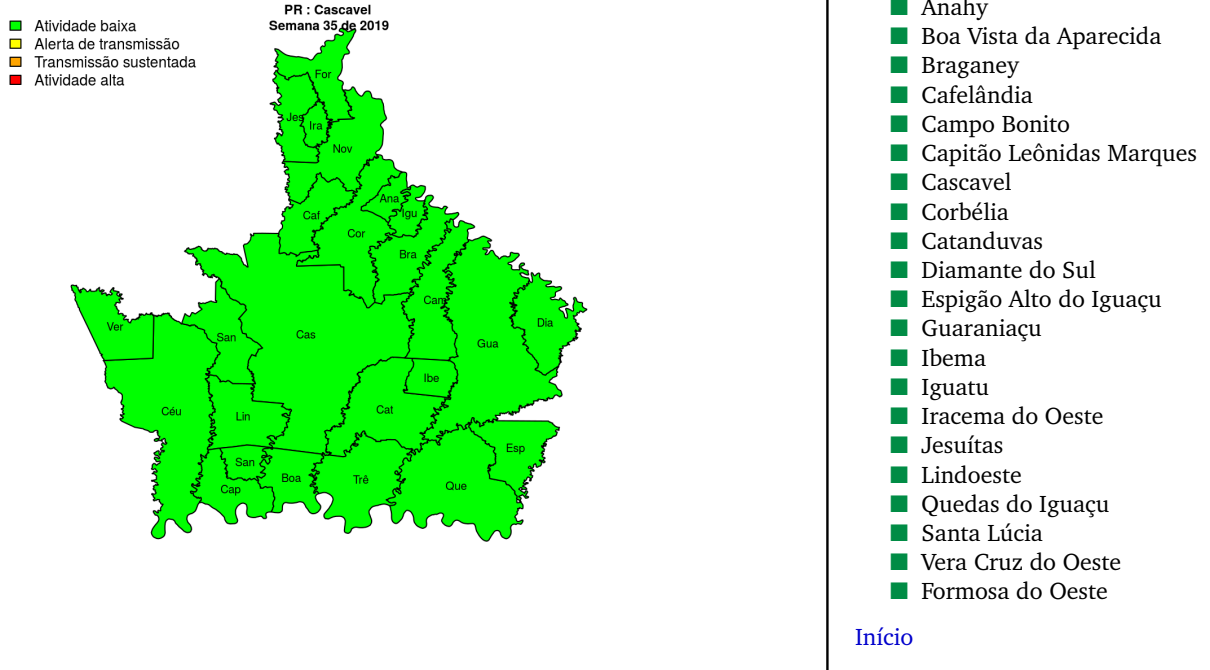 PR : Cascavel
Semana 35 de 2019
Atividade baixa
Alerta de transmissão
Transmissão sustentada
Atividade alta
For
Jes
Ira
Nov
Ana
Caf
Igu
Cor
Bra
Cam
Dia
Ver
Cas
San
Gua
Ibe
Céu
Cat
Lin
Esp
San
Boa
Trê
Cap
Que
Anahy
Boa Vista da Aparecida
Braganey
Cafelândia
Campo Bonito
Capitão Leônidas Marques
Cascavel
Corbélia
Catanduvas
Diamante do Sul
Espigão Alto do Iguaçu
Guaraniaçu
Ibema
Iguatu
Iracema do Oeste
Jesuítas
Lindoeste
Quedas do Iguaçu
Santa Lúcia
Vera Cruz do Oeste
Formosa do Oeste
Início